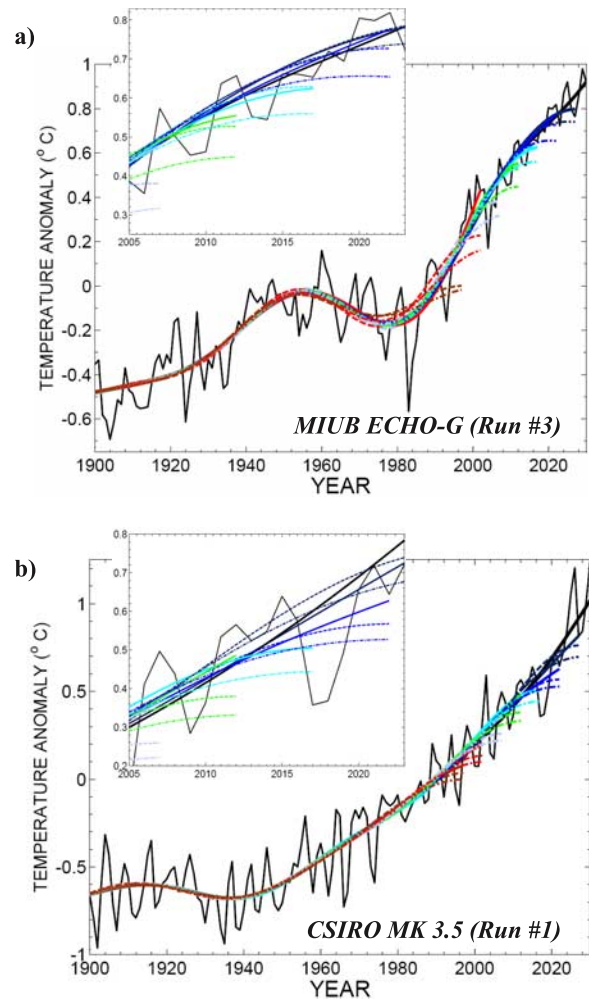 a)
0.8
0.7
0.6
0.5
0.4
0.3
2005 2010 2015 2020
1
0.8
0.6
0.4
0.2
0
-0.2
-0.4
-0.6
TEMPERATURE ANOMALY (° C)
MIUB ECHO-G (Run #3)
1900 1920 1940 1960 1980 2000 2020
YEAR
b)
0.8
0.7
0.6
0.5
0.4
0.3
0.2
2005 2010 2015 2020
1
0.5
0
-0.5
-1
TEMPERATURE ANOMALY (° C)
CSIRO MK 3.5 (Run #1)
1900 1920 1940 1960 1980 2000 2020
YEAR